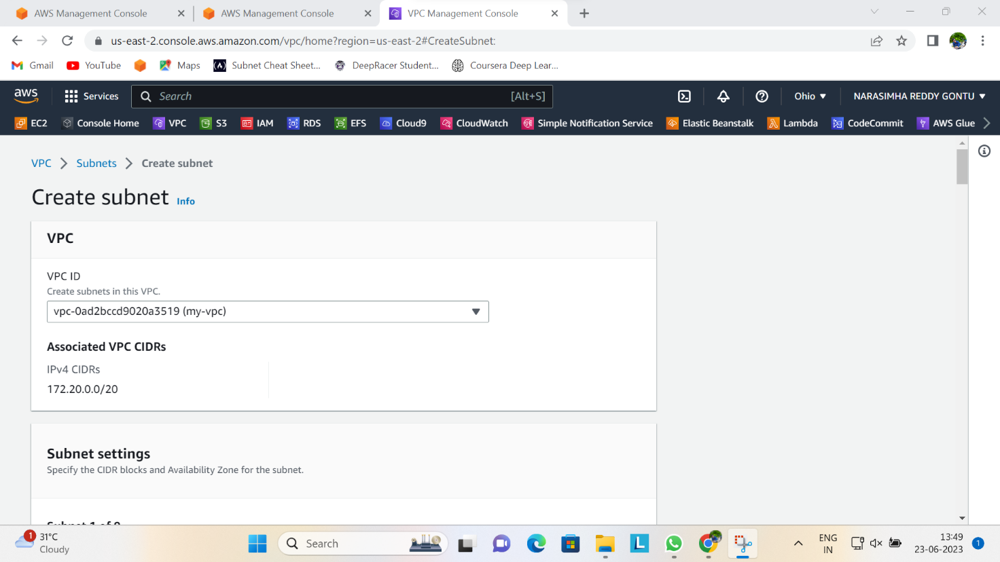 AWS Management Console
AWS Management Console
VPC Management Console
us-east-2.console.aws.amazon.com/vpc/home?region=us-east-2#CreateSubnet:
Gmail YouTube Maps Subnet Cheat Sheet... DeepRacer Student... Coursera Deep Lear...
aws Services Search [Alt+S] Ohio NARASIMHA REDDY GONTU
EC2 Console Home VPC S3 IAM RDS EFS Cloud9 CloudWatch Simple Notification Service Elastic Beanstalk Lambda CodeCommit AWS Glue
VPC Subnets Create subnet
Create subnet Info
VPC
VPC ID
Create subnets in this VPC.
vpc-0ad2bccd9020a3519 (my-vpc)
Associated VPC CIDRs
IPv4 CIDRs
172.20.0.0/20
Subnet settings
Specify the CIDR blocks and Availability Zone for the subnet.
1 31°C
Cloudy
Search
L
ENG
IN
13:49
23-06-2023
1